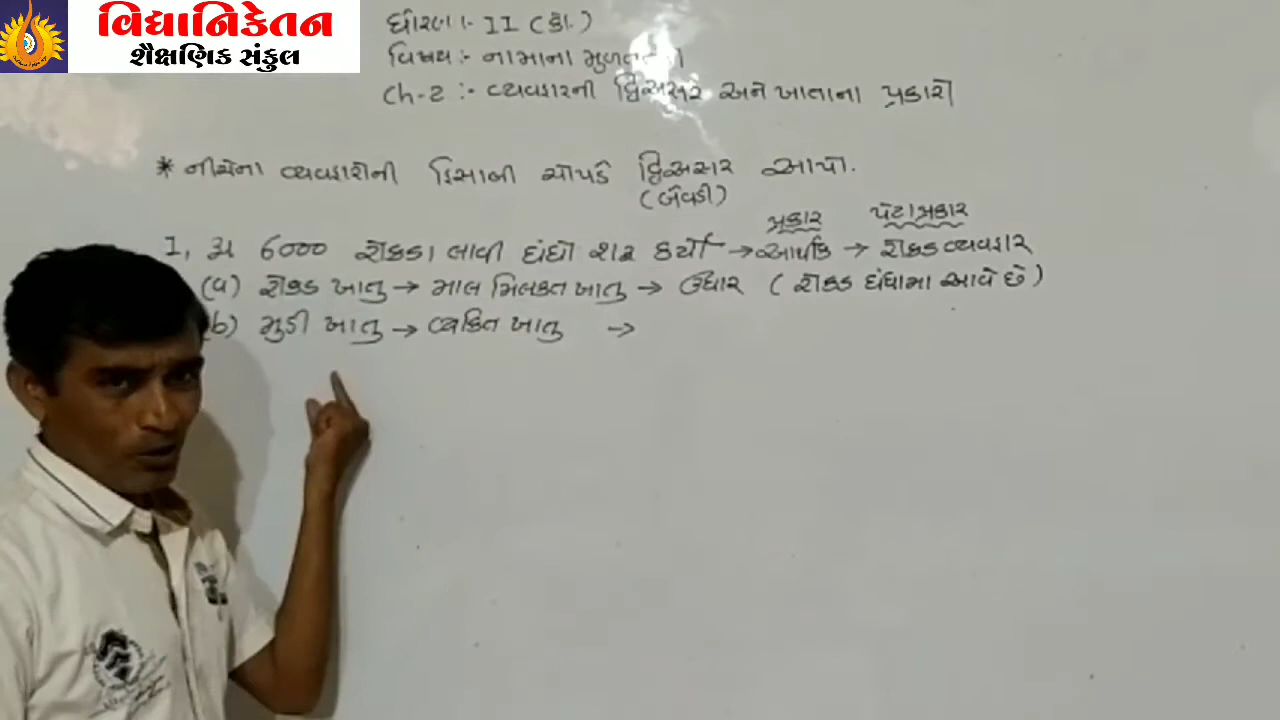 વિદ્યાનિકેતન
શૈક્ષણિક સંકુલ
ધોરણ :- 11 (કો.)
વિષય :- નામાના મુળતત્વો
Ch-2 :- વ્યવહારની દ્વિઅસર અને ખાતાના પ્રકારો
* નીચેના વ્યવહારોની હિસાબી ચોપડે દ્વિઅસર આપો.
(બેવડી)
પ્રકાર પેટાપ્રકાર
1, રૂા 6000 રોકડા લાવી ધંધો શરૂ કર્યો → આર્થિક → રોકડ વ્યવહાર
(a) રોકડ ખાતુ → માલ મિલકત ખાતુ → ઉધાર ( રોકડ ધંધામા આવે છે )
(b) મુડી ખાતુ → વ્યકિત ખાતુ →